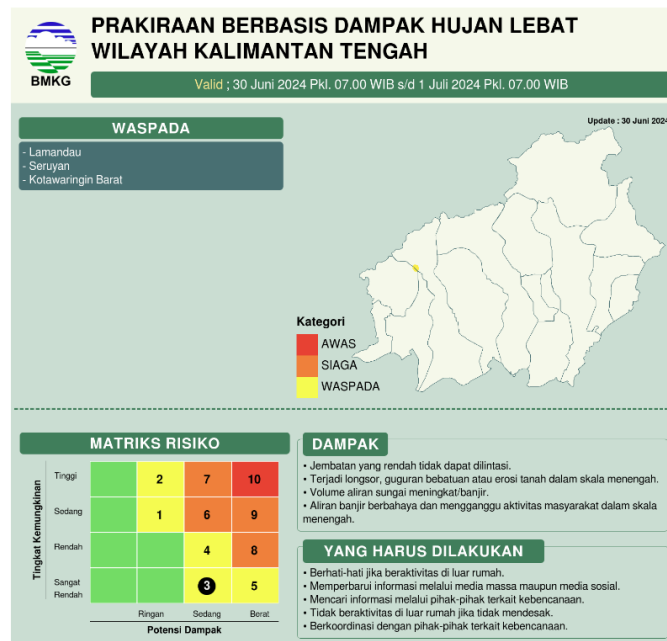 PRAKIRAAN BERBASIS DAMPAK HUJAN LEBAT
WILAYAH KALIMANTAN TENGAH
BMKG
Valid ; 30 Juni 2024 Pkl. 07.00 WIB s/d 1 Juli 2024 Pkl. 07.00 WIB
WASPADA
- Lamandau
- Seruyan
- Kotawaringin Barat
Update : 30 Juni 2024
Kategori
AWAS
SIAGA
WASPADA
MATRIKS RISIKO
Tingkat Kemungkinan
Tinggi
2
7
10
Sedang
1
6
9
Rendah
4
8
Sangat
Rendah
3
5
Ringan
Sedang
Berat
Potensi Dampak
DAMPAK
• Jembatan yang rendah tidak dapat dilintasi.
• Terjadi longsor, guguran bebatuan atau erosi tanah dalam skala menengah.
• Volume aliran sungai meningkat/banjir.
• Aliran banjir berbahaya dan mengganggu aktivitas masyarakat dalam skala
menengah.
YANG HARUS DILAKUKAN
• Berhati-hati jika beraktivitas di luar rumah.
• Memperbarui informasi melalui media massa maupun media sosial.
• Mencari informasi melalui pihak-pihak terkait kebencanaan.
• Tidak beraktivitas di luar rumah jika tidak mendesak.
• Berkoordinasi dengan pihak-pihak terkait kebencanaan.